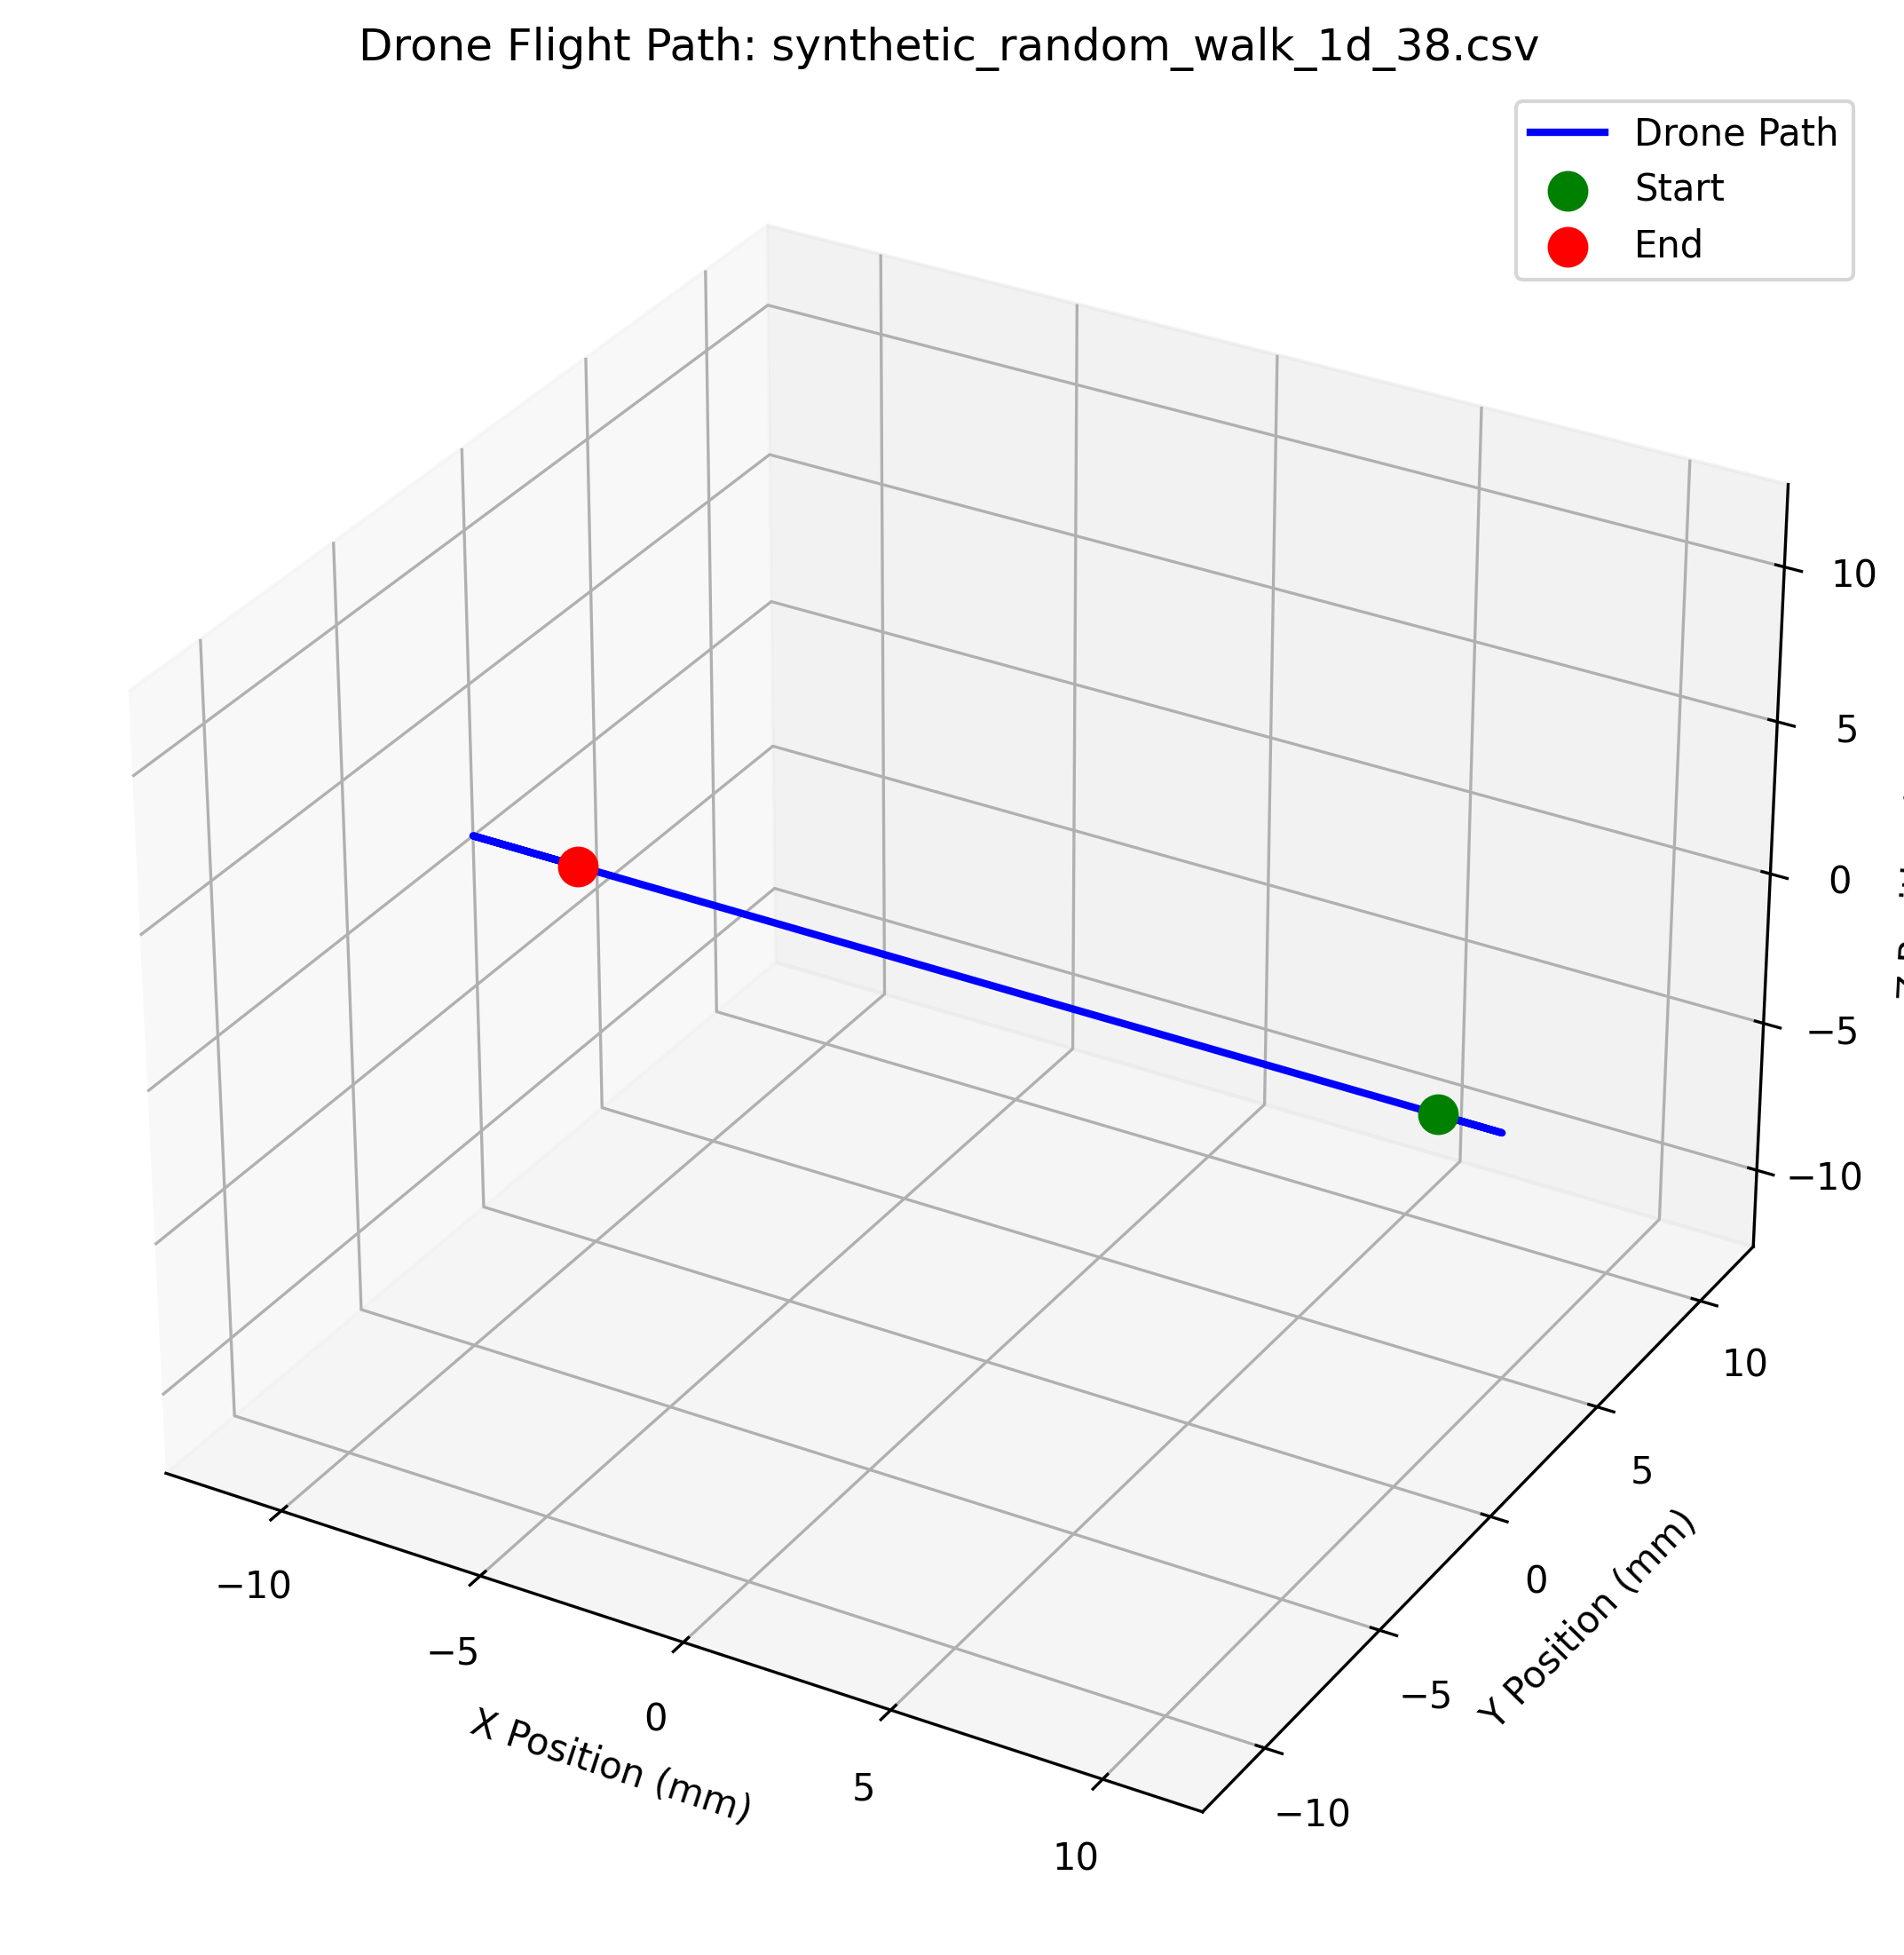 Drone Flight Path: synthetic_random_walk_1d_38.csv
Drone Path
Start
End
10
5
0
−5
−10
10
5
0
−5
−10
Y Position (mm)
−10
−5
0
5
10
X Position (mm)